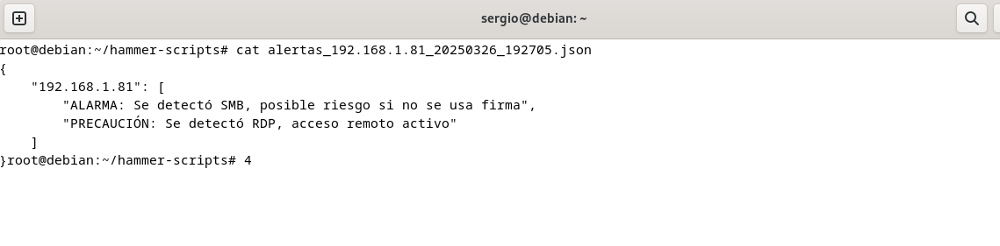 sergio@debian: ~
root@debian:~/hammer-scripts# cat alertas_192.168.1.81_20250326_192705.json
{
    "192.168.1.81": [
        "ALARMA: Se detectó SMB, posible riesgo si no se usa firma",
        "PRECAUCIÓN: Se detectó RDP, acceso remoto activo"
    ]
}root@debian:~/hammer-scripts# 4